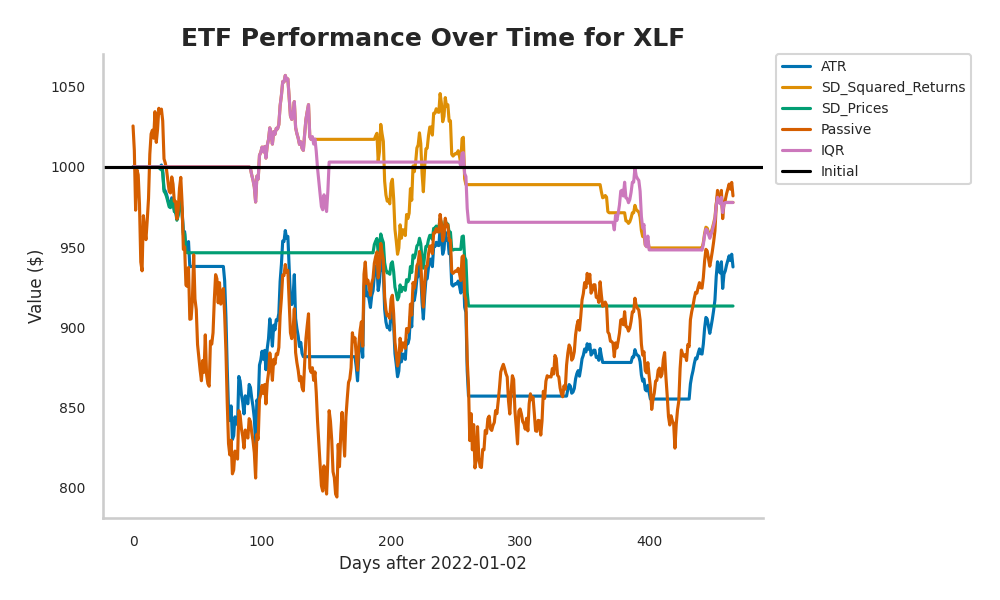 ETF Performance Over Time for XLF
1050
1000
950
900
850
800
Value ($)
0 100 200 300 400
Days after 2022-01-02
ATR
SD_Squared_Returns
SD_Prices
Passive
IQR
Initial